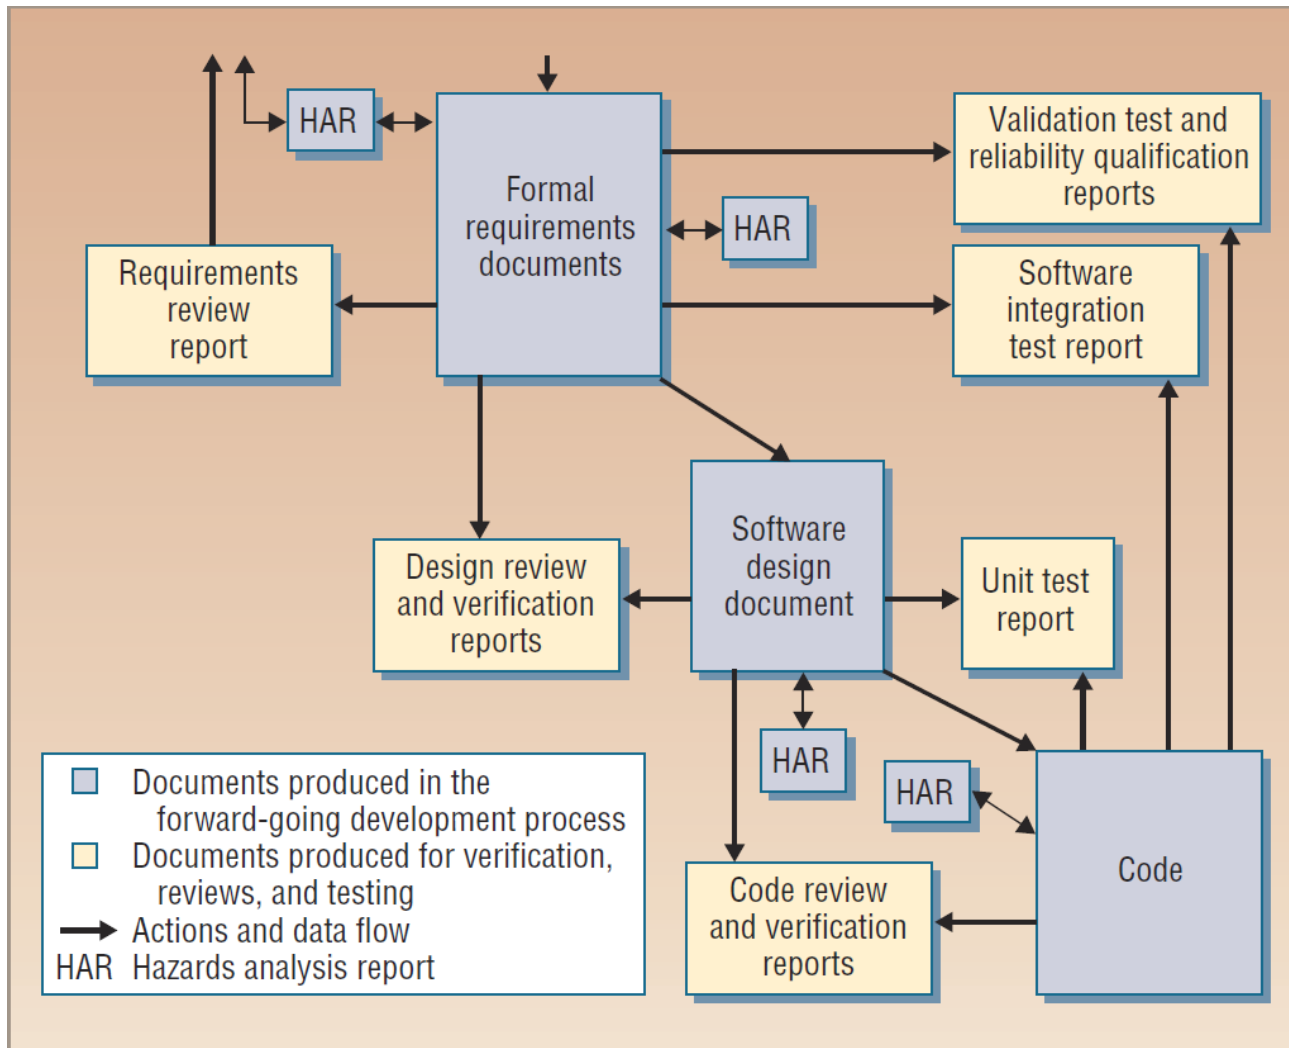 HAR
Formal
requirements
documents
Validation test and
reliability qualification
reports
HAR
Requirements
review
report
Software
integration
test report
Software
design
document
Design review
and verification
reports
Unit test
report
HAR
HAR
Code
Code review
and verification
reports
Documents produced in the
forward-going development process
Documents produced for verification,
reviews, and testing
Actions and data flow
HAR Hazards analysis report